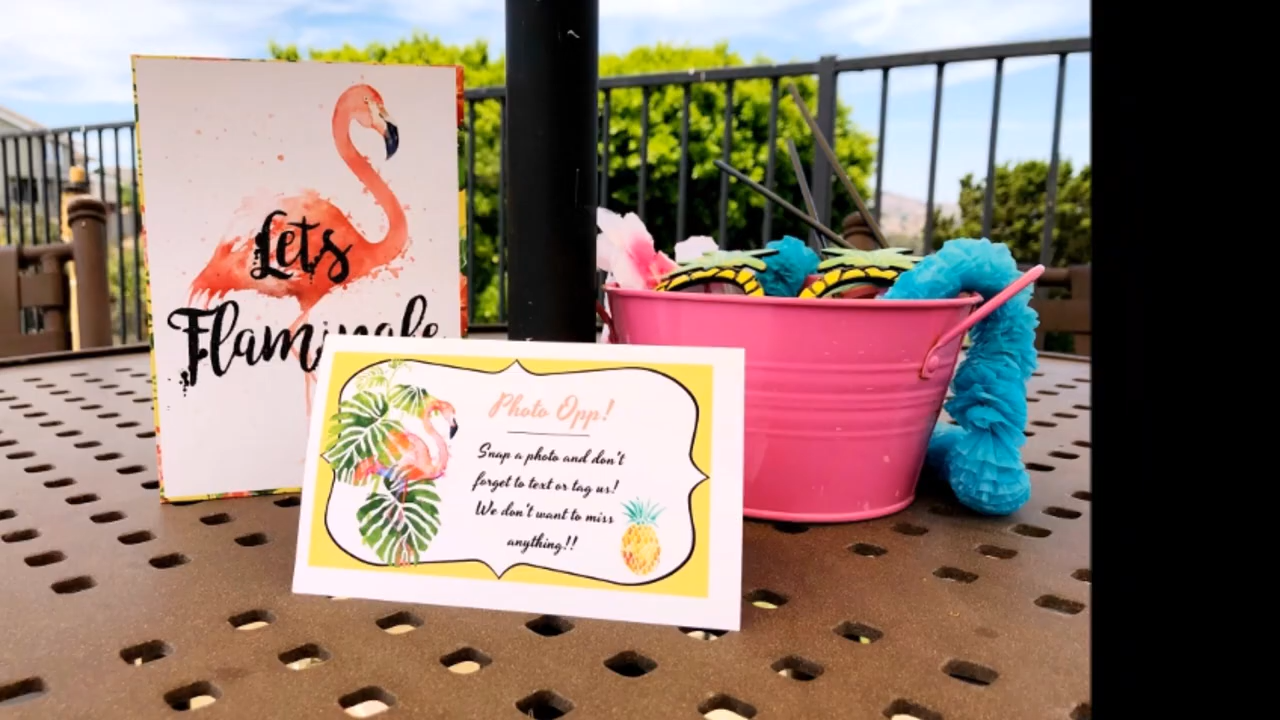 Lets
Flamingle
Photo Opp!
Snap a photo and don't
forget to text or tag us!
We don't want to miss
anything!!